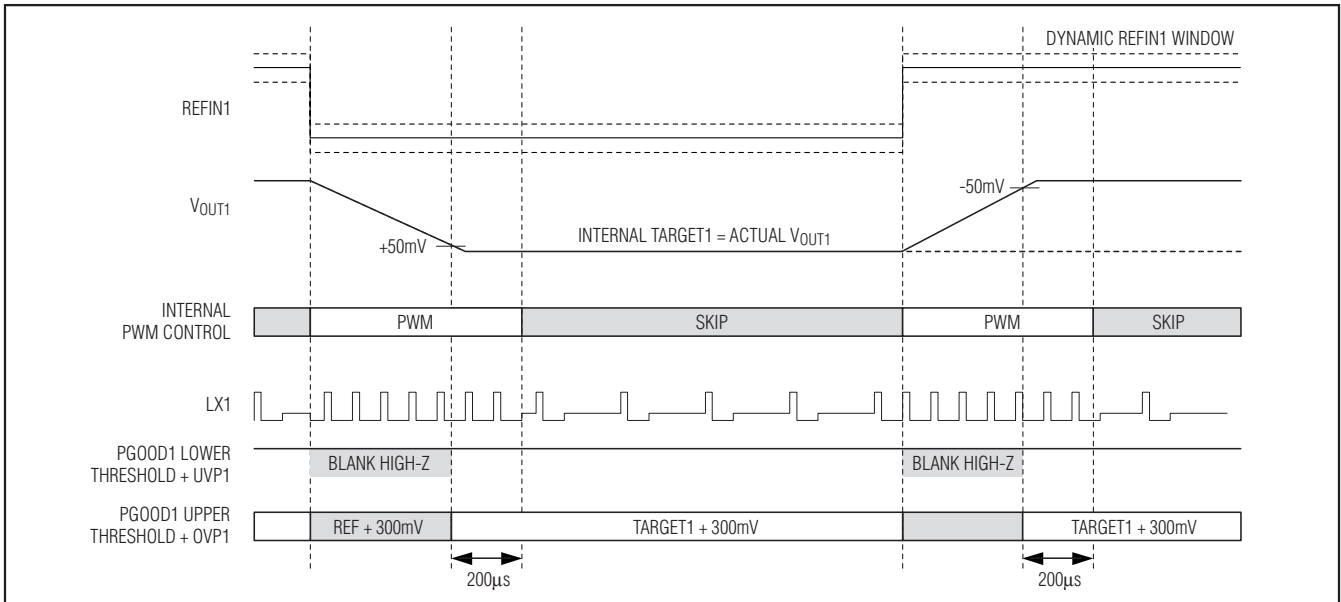 DYNAMIC REFIN1 WINDOW
REFIN1
VOUT1
+50mV
INTERNAL TARGET1 = ACTUAL VOUT1
-50mV
INTERNAL
PWM CONTROL
PWM
SKIP
PWM
SKIP
LX1
PGOOD1 LOWER
THRESHOLD + UVP1
BLANK HIGH-Z
BLANK HIGH-Z
PGOOD1 UPPER
THRESHOLD + OVP1
REF + 300mV
TARGET1 + 300mV
TARGET1 + 300mV
200μs
200μs